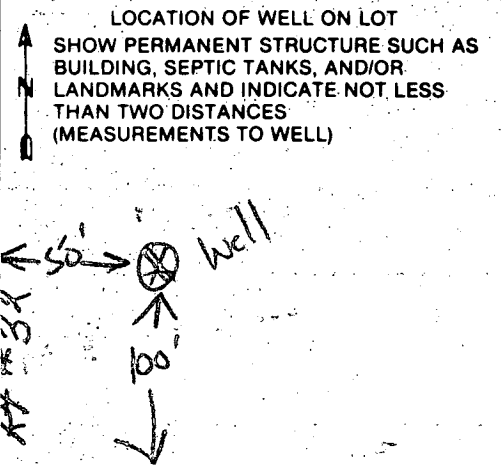 LOCATION OF WELL ON LOT
SHOW PERMANENT STRUCTURE SUCH AS
BUILDING, SEPTIC TANKS, AND/OR
N LANDMARKS AND INDICATE NOT LESS
THAN TWO DISTANCES
(MEASUREMENTS TO WELL)
50' Well
100'